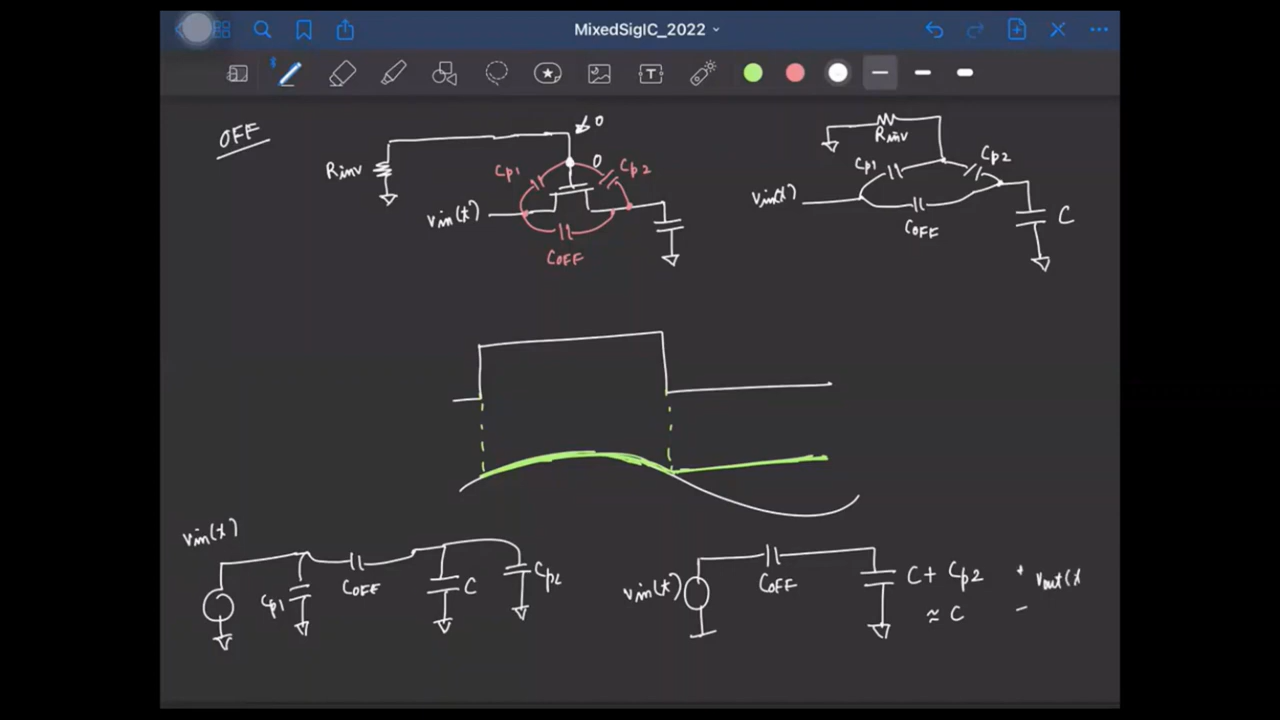 MixedSigIC_2022
T
OFF
↓0
Rinv
Cp1
0
Cp2
vin(t)
COFF
Rinv
Cp1
Cp2
vin(t)
COFF
C
vin(t)
Cp1
COFF
C
Cp2
vin(t)
COFF
C + Cp2
≈ C
+
vout(t
−